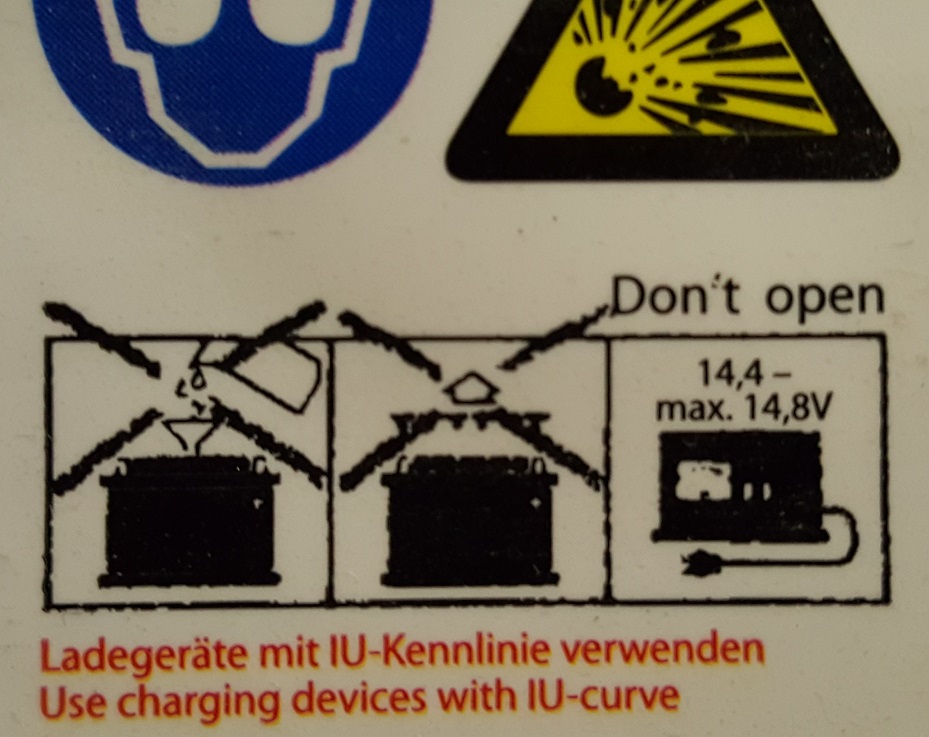 Don't open
14,4 –
max. 14,8V
Ladegeräte mit IU-Kennlinie verwenden
Use charging devices with IU-curve